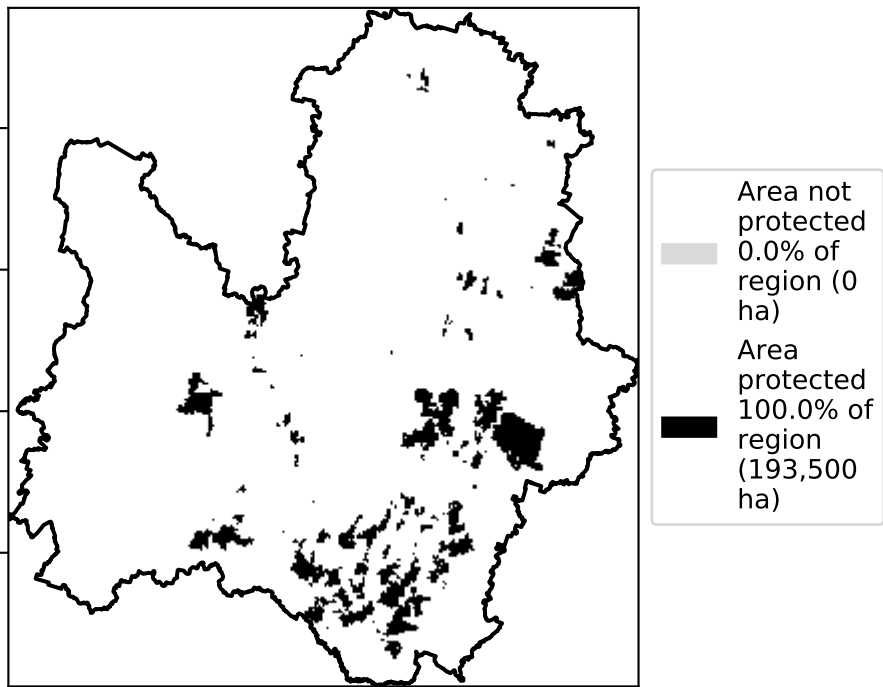 Area not
protected
0.0% of
region (0
ha)
Area
protected
100.0% of
region
(193,500
ha)